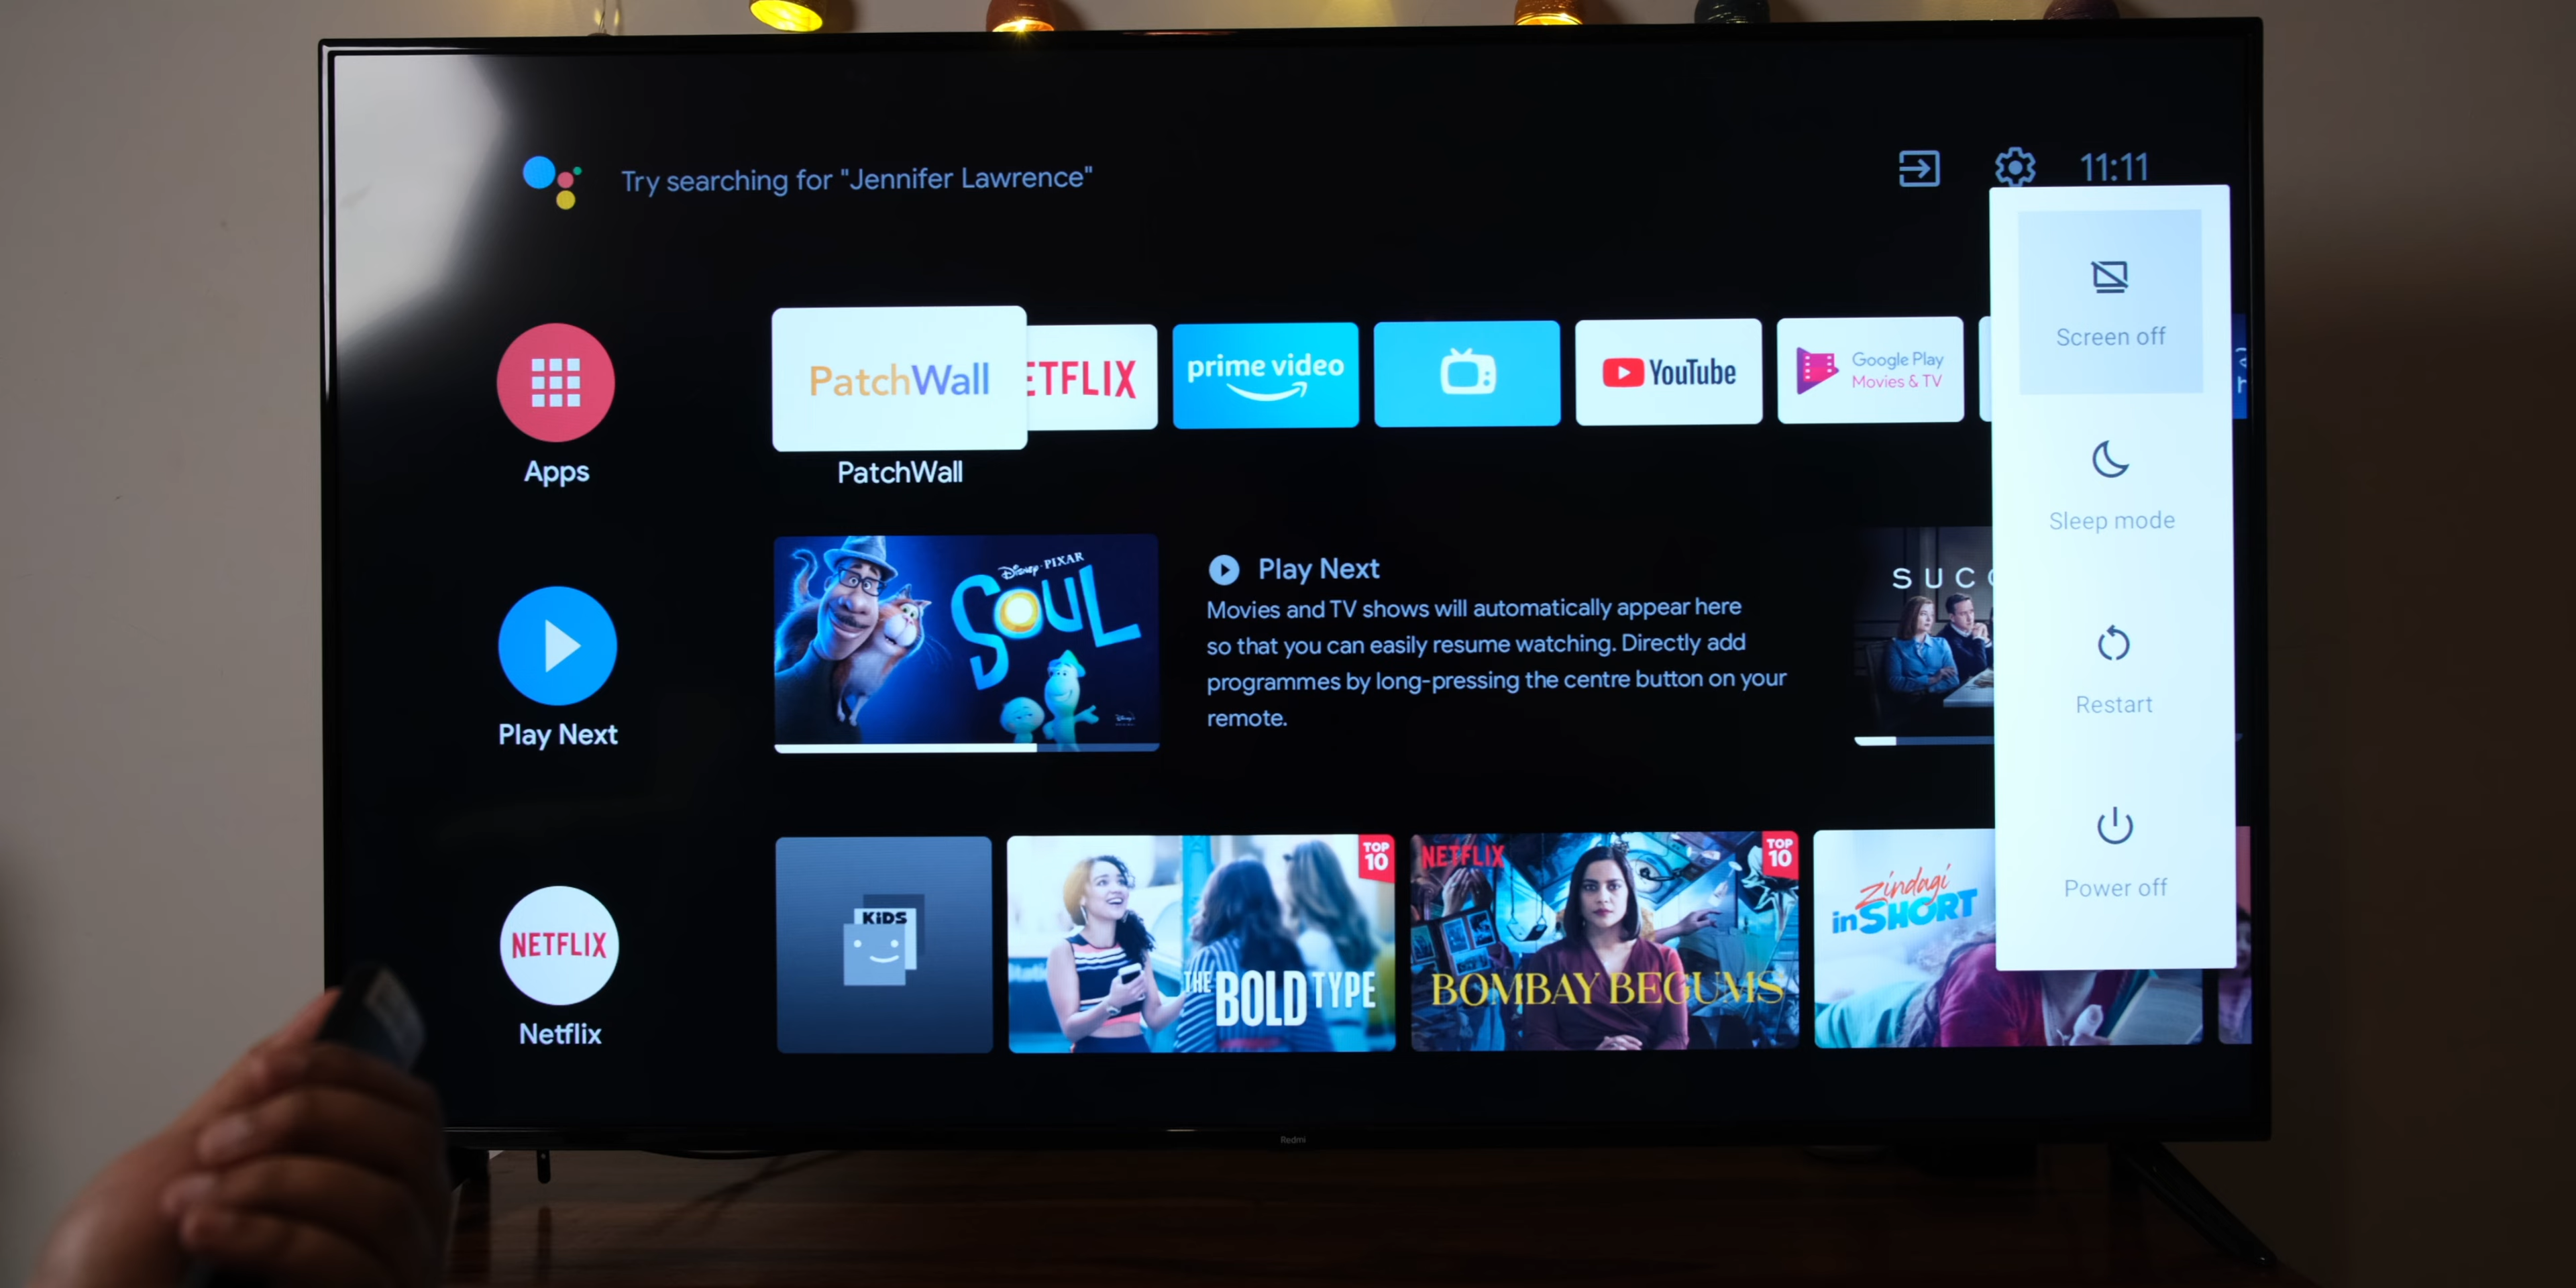 Try searching for "Jennifer Lawrence"
11:11
Screen off
Sleep mode
Restart
Power off
Apps
PatchWall
ETFLIX
prime video
YouTube
Google Play
Movies & TV
PatchWall
Disney·PIXAR
SOUL
Play Next
Movies and TV shows will automatically appear here
so that you can easily resume watching. Directly add
programmes by long-pressing the centre button on your
remote.
SUCC
Play Next
NETFLIX
Netflix
KiDS
TOP
10
THE BOLD TYPE
NETFLIX
TOP
10
BOMBAY BEGUMS
Zindagi
inSHORT
Redmi